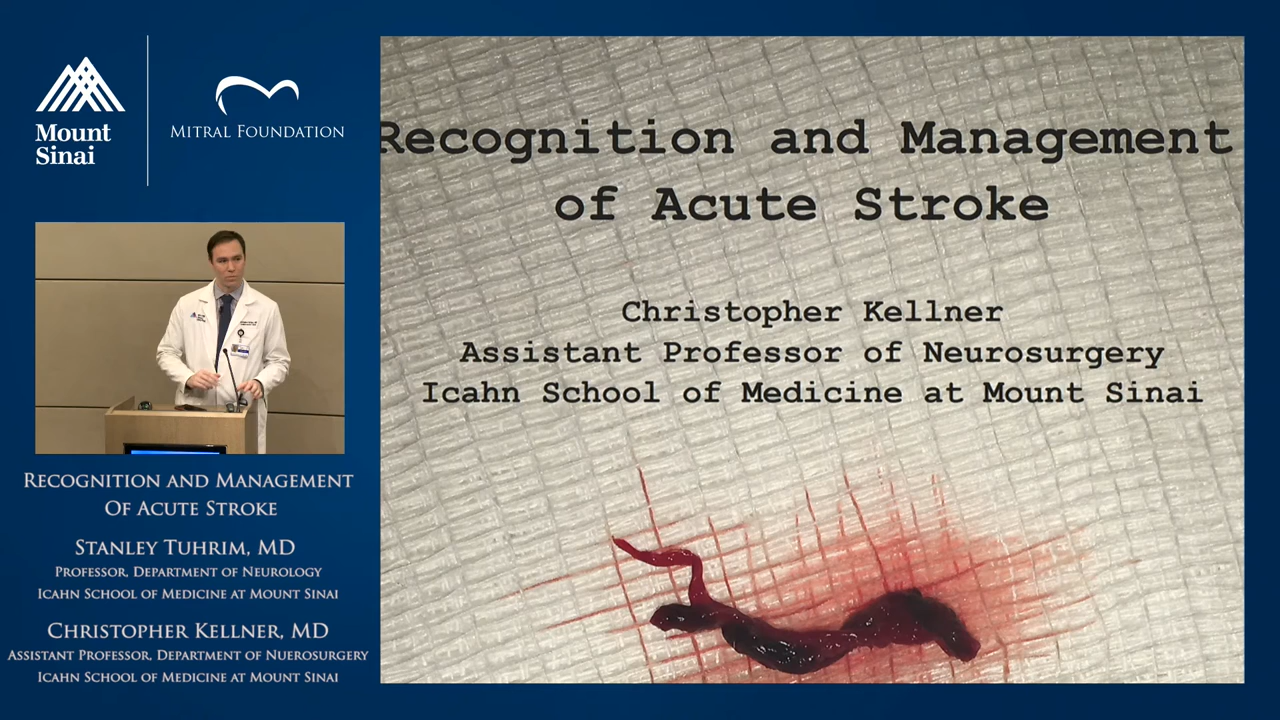 Mount
Sinai
MITRAL FOUNDATION
Recognition and Management
of Acute Stroke
Christopher Kellner
Assistant Professor of Neurosurgery
Icahn School of Medicine at Mount Sinai
RECOGNITION AND MANAGEMENT
OF ACUTE STROKE
STANLEY TUHRIM, MD
PROFESSOR, DEPARTMENT OF NEUROLOGY
ICAHN SCHOOL OF MEDICINE AT MOUNT SINAI
CHRISTOPHER KELLNER, MD
ASSISTANT PROFESSOR, DEPARTMENT OF NUEROSURGERY
ICAHN SCHOOL OF MEDICINE AT MOUNT SINAI